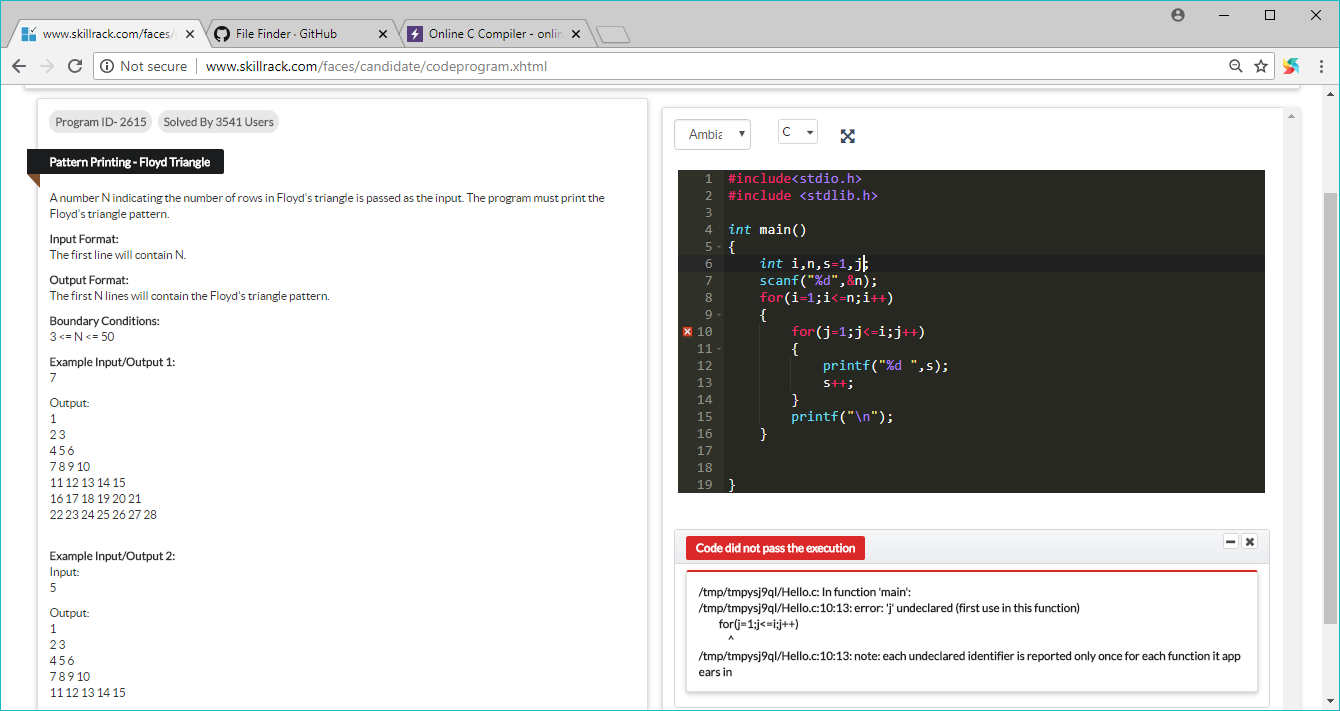 www.skillrack.com/faces/
File Finder · GitHub
Online C Compiler - onlin
Not secure
www.skillrack.com/faces/candidate/codeprogram.xhtml
Program ID- 2615
Solved By 3541 Users
Pattern Printing - Floyd Triangle
A number N indicating the number of rows in Floyd's triangle is passed as the input. The program must print the
Floyd's triangle pattern.
Input Format:
The first line will contain N.
Output Format:
The first N lines will contain the Floyd's triangle pattern.
Boundary Conditions:
3 <= N <= 50
Example Input/Output 1:
7
Output:
1
2 3
4 5 6
7 8 9 10
11 12 13 14 15
16 17 18 19 20 21
22 23 24 25 26 27 28
Example Input/Output 2:
Input:
5
Output:
1
2 3
4 5 6
7 8 9 10
11 12 13 14 15
Ambia
C
1 #include<stdio.h>
2 #include <stdlib.h>
3
4 int main()
5 {
6 int i,n,s=1,j;
7 scanf("%d",&n);
8 for(i=1;i<=n;i++)
9 {
10 for(j=1;j<=i;j++)
11 {
12 printf("%d ",s);
13 s++;
14 }
15 printf("\n");
16 }
17
18
19 }
Code did not pass the execution
/tmp/tmpysj9ql/Hello.c: In function 'main':
/tmp/tmpysj9ql/Hello.c:10:13: error: 'j' undeclared (first use in this function)
for(j=1;j<=i;j++)
^
/tmp/tmpysj9ql/Hello.c:10:13: note: each undeclared identifier is reported only once for each function it app
ears in